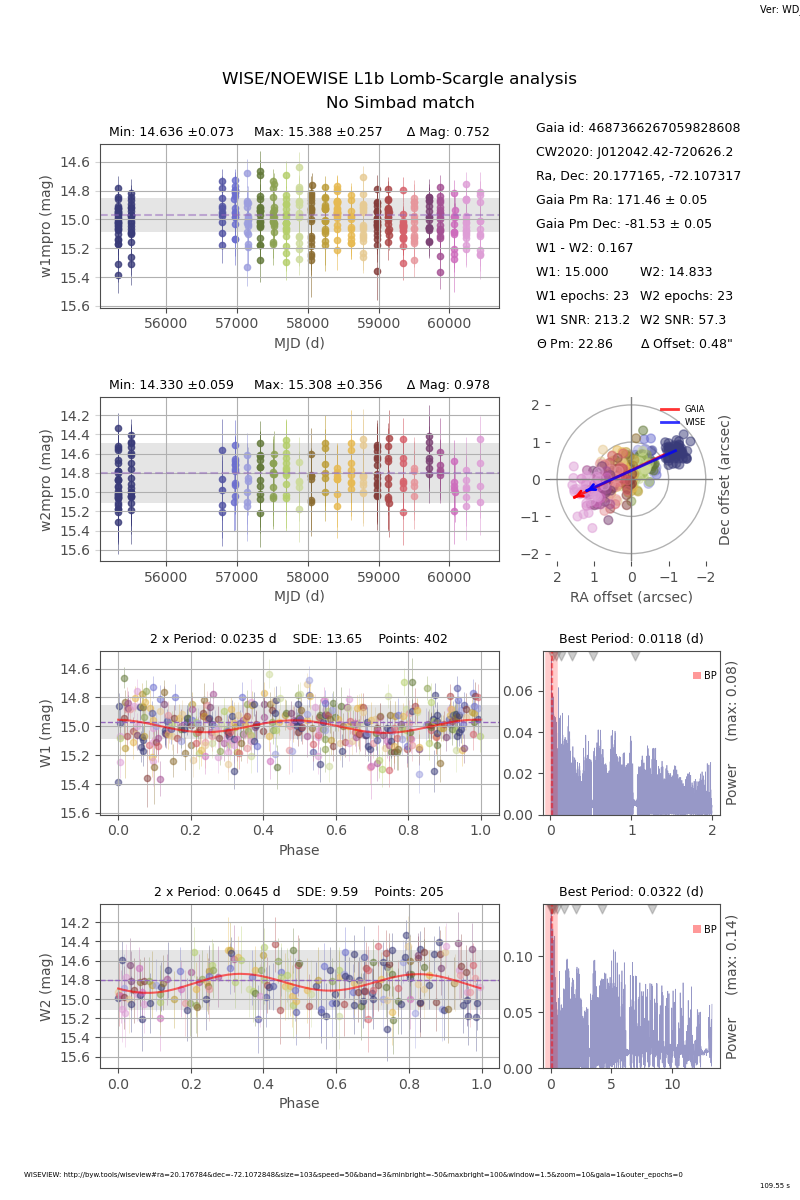 Ver: WD_
WISE/NOEWISE L1b Lomb-Scargle analysis
No Simbad match
Min: 14.636 ±0.073 Max: 15.388 ±0.257 Δ Mag: 0.752
14.6
14.8
15.0
15.2
15.4
15.6
w1mpro (mag)
56000 57000 58000 59000 60000
MJD (d)
Gaia id: 4687366267059828608
CW2020: J012042.42-720626.2
Ra, Dec: 20.177165, -72.107317
Gaia Pm Ra: 171.46 ± 0.05
Gaia Pm Dec: -81.53 ± 0.05
W1 - W2: 0.167
W1: 15.000 W2: 14.833
W1 epochs: 23 W2 epochs: 23
W1 SNR: 213.2 W2 SNR: 57.3
Θ Pm: 22.86 Δ Offset: 0.48"
Min: 14.330 ±0.059 Max: 15.308 ±0.356 Δ Mag: 0.978
14.2
14.4
14.6
14.8
15.0
15.2
15.4
15.6
w2mpro (mag)
56000 57000 58000 59000 60000
MJD (d)
GAIA
WISE
2
1
0
−1
−2
2 1 0 −1 −2
RA offset (arcsec)
Dec offset (arcsec)
2 x Period: 0.0235 d SDE: 13.65 Points: 402
14.6
14.8
15.0
15.2
15.4
15.6
W1 (mag)
0.0 0.2 0.4 0.6 0.8 1.0
Phase
Best Period: 0.0118 (d)
BP
0.06
0.04
0.02
0.00
0 1 2
Power (max: 0.08)
2 x Period: 0.0645 d SDE: 9.59 Points: 205
14.2
14.4
14.6
14.8
15.0
15.2
15.4
15.6
W2 (mag)
0.0 0.2 0.4 0.6 0.8 1.0
Phase
Best Period: 0.0322 (d)
BP
0.10
0.05
0.00
0 5 10
Power (max: 0.14)
WISEVIEW: http://byw.tools/wiseview#ra=20.176784&dec=-72.1072848&size=103&speed=50&band=3&minbright=-50&maxbright=100&window=1.5&zoom=10&gaia=1&outer_epochs=0
109.55 s